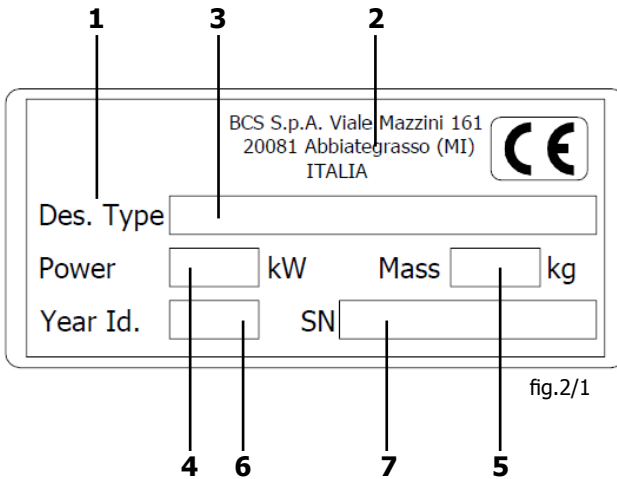 1 3 2
BCS S.p.A. Viale Mazzini 161
20081 Abbiategrasso (MI)
ITALIA
CE
Des. Type
Power kW Mass kg
Year Id. SN
fig.2/1
4 6 7 5